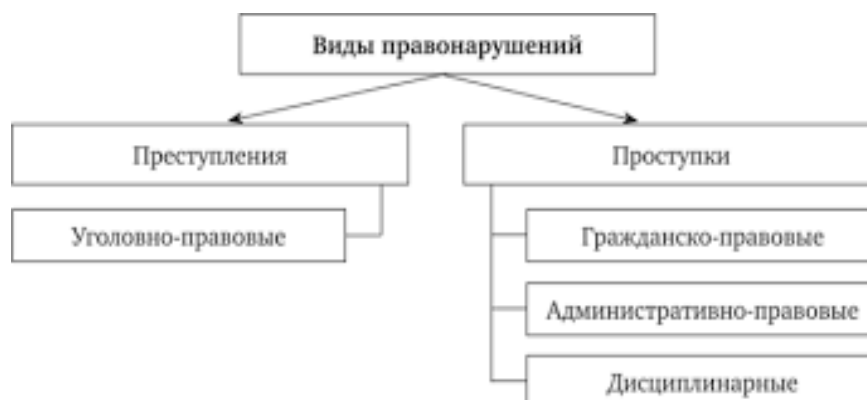 Виды правонарушений
Преступления
Проступки
Уголовно-правовые
Гражданско-правовые
Административно-правовые
Дисциплинарные